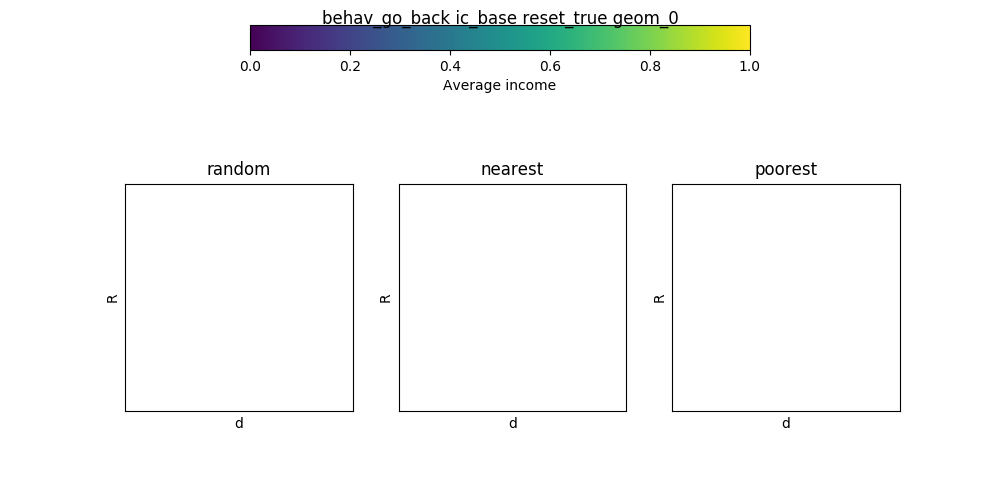 behav_go_back ic_base reset_true geom_0
0.0 0.2 0.4 0.6 0.8 1.0
Average income
random nearest poorest
R R R
d d d